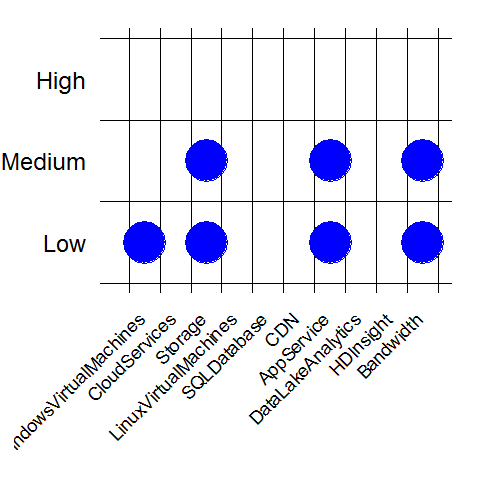 High
Medium
Low
ndowsVirtualMachines
CloudServices
Storage
LinuxVirtualMachines
SQLDatabase
CDN
AppService
DataLakeAnalytics
HDInsight
Bandwidth